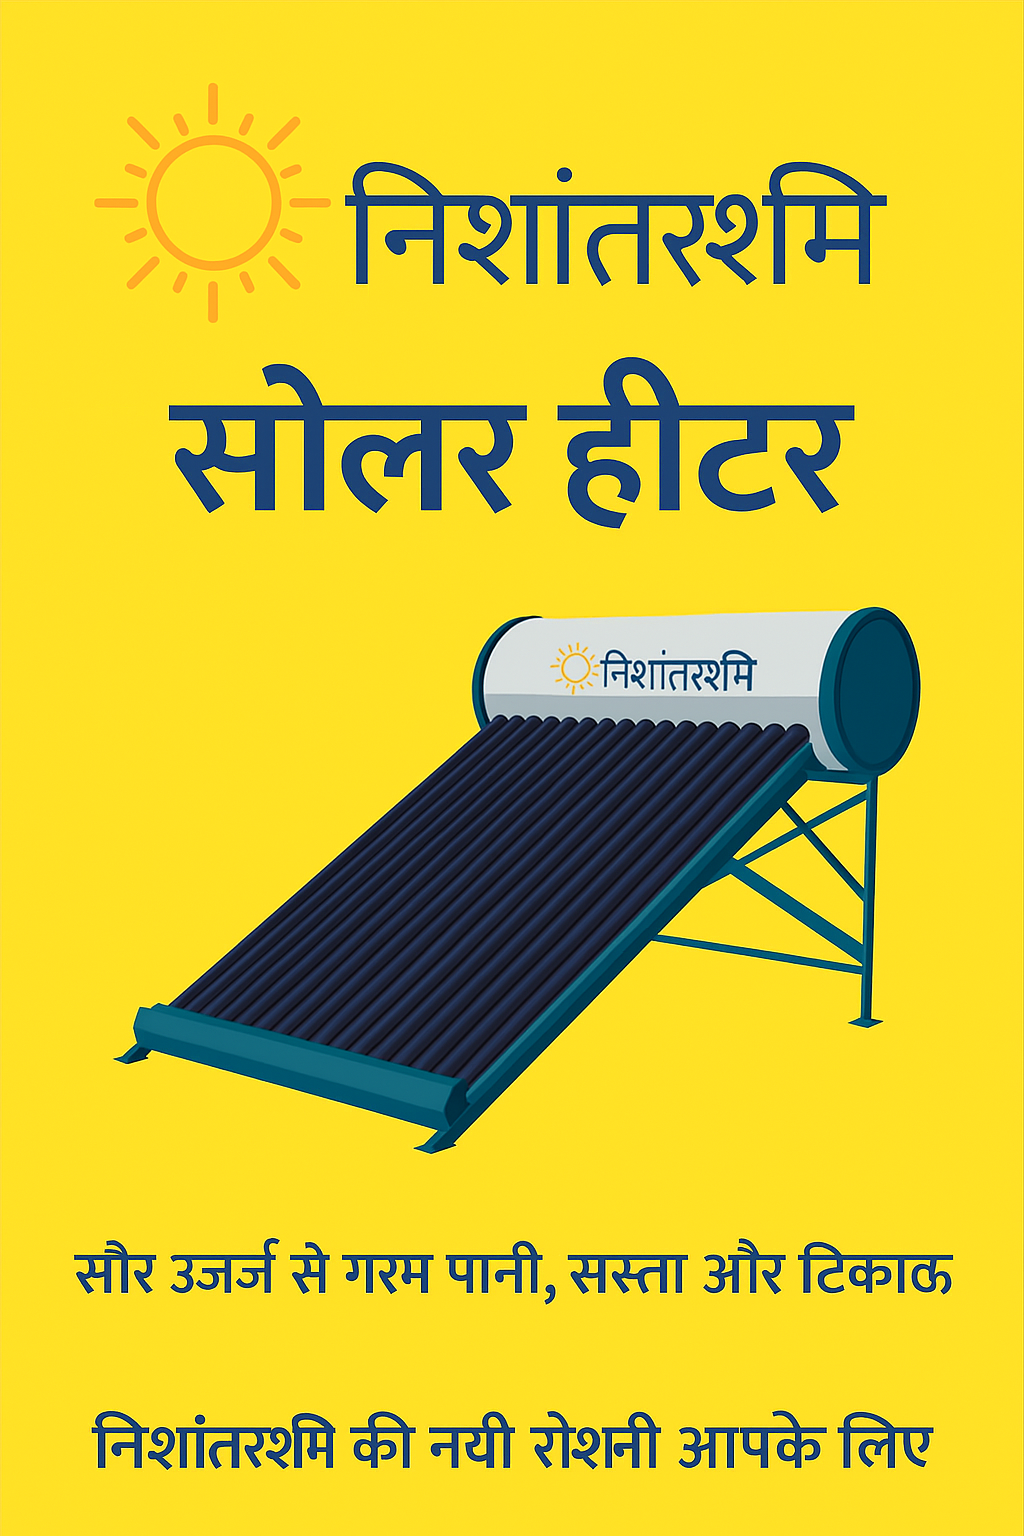 निशांतरश्मि
सोलर हीटर
निशांतरश्मि
सौर उजर्ज से गरम पानी, सस्ता और टिकाऊ
निशांतरश्मि की नयी रोशनी आपके लिए